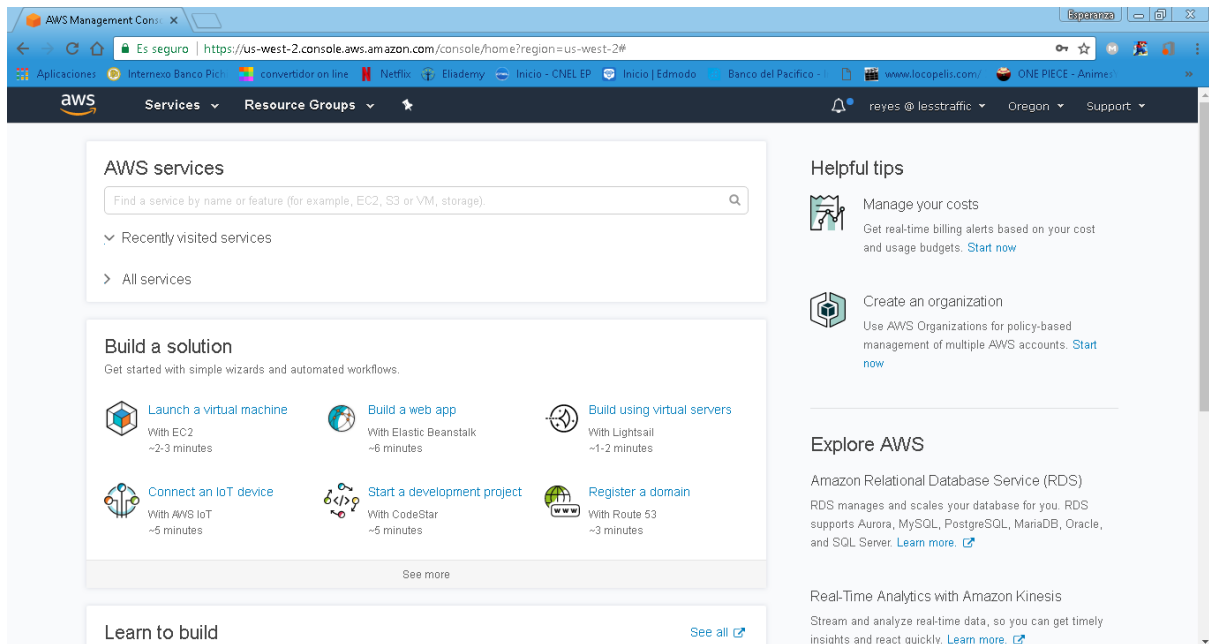 AWS Management Cons
Esperanza
Es seguro | https://us-west-2.console.aws.amazon.com/console/home?region=us-west-2#
Aplicaciones Internexo Banco Pich convertidor on line Netflix Eliademy Inicio - CNEL EP Inicio | Edmodo Banco del Pacifico - www.locopelis.com/ ONE PIECE - Animes »
aws Services Resource Groups reyes @ lesstraffic Oregon Support
AWS services
Find a service by name or feature (for example, EC2, S3 or VM, storage).
Recently visited services
All services
Build a solution
Get started with simple wizards and automated workflows.
Launch a virtual machine
With EC2
~2-3 minutes
Build a web app
With Elastic Beanstalk
~6 minutes
Build using virtual servers
With Lightsail
~1-2 minutes
Connect an IoT device
With AWS IoT
~5 minutes
Start a development project
With CodeStar
~5 minutes
Register a domain
With Route 53
~3 minutes
See more
Learn to build
See all
Helpful tips
Manage your costs
Get real-time billing alerts based on your cost
and usage budgets. Start now
Create an organization
Use AWS Organizations for policy-based
management of multiple AWS accounts. Start
now
Explore AWS
Amazon Relational Database Service (RDS)
RDS manages and scales your database for you. RDS
supports Aurora, MySQL, PostgreSQL, MariaDB, Oracle,
and SQL Server. Learn more.
Real-Time Analytics with Amazon Kinesis
Stream and analyze real-time data, so you can get timely
insights and react quickly. Learn more.